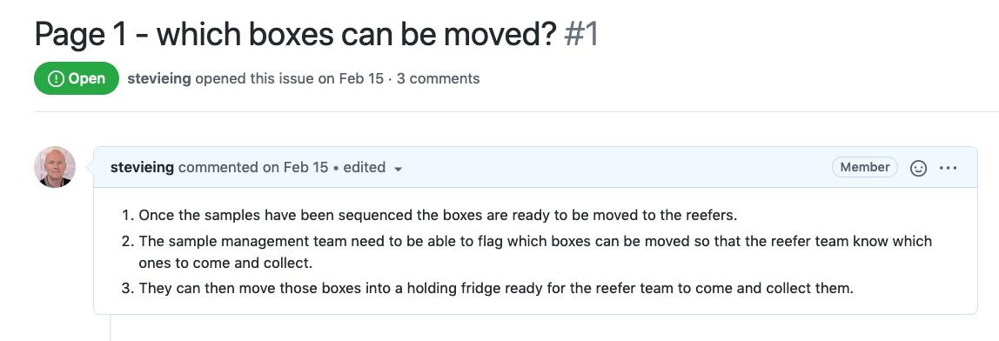 Page 1 - which boxes can be moved? #1
Open stevieing opened this issue on Feb 15 · 3 comments
stevieing commented on Feb 15 • edited Member
1. Once the samples have been sequenced the boxes are ready to be moved to the reefers.
2. The sample management team need to be able to flag which boxes can be moved so that the reefer team know which
ones to come and collect.
3. They can then move those boxes into a holding fridge ready for the reefer team to come and collect them.